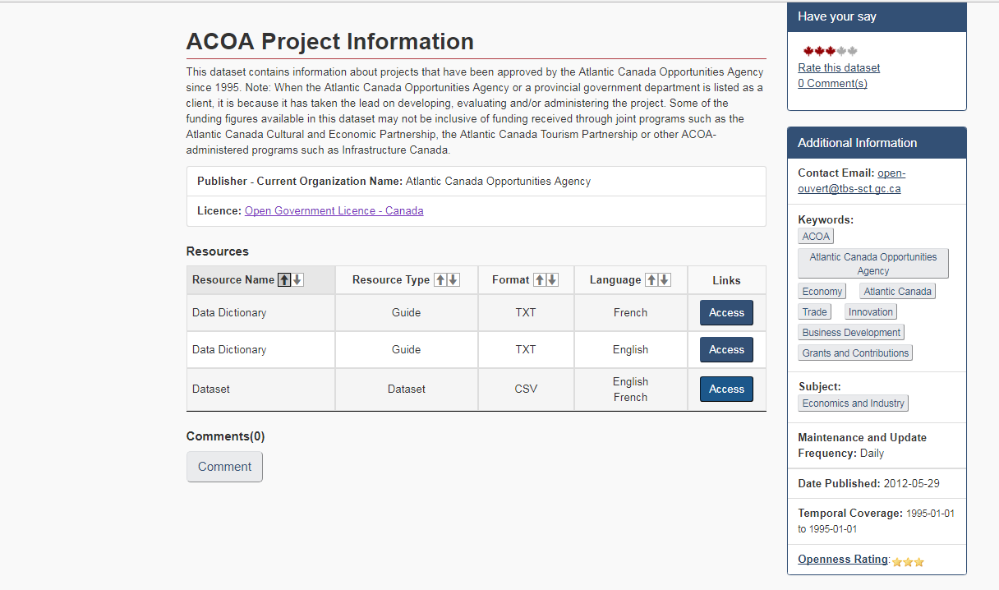 ACOA Project Information
This dataset contains information about projects that have been approved by the Atlantic Canada Opportunities Agency
since 1995. Note: When the Atlantic Canada Opportunities Agency or a provincial government department is listed as a
client, it is because it has taken the lead on developing, evaluating and/or administering the project. Some of the
funding figures available in this dataset may not be inclusive of funding received through joint programs such as the
Atlantic Canada Cultural and Economic Partnership, the Atlantic Canada Tourism Partnership or other ACOA-
administered programs such as Infrastructure Canada.
Publisher - Current Organization Name: Atlantic Canada Opportunities Agency
Licence: Open Government Licence - Canada
Resources
Resource Name Resource Type Format Language Links
Data Dictionary Guide TXT French Access
Data Dictionary Guide TXT English Access
Dataset Dataset CSV English
French Access
Comments(0)
Comment
Have your say
Rate this dataset
0 Comment(s)
Additional Information
Contact Email: open-
ouvert@tbs-sct.gc.ca
Keywords:
ACOA
Atlantic Canada Opportunities
Agency
Economy Atlantic Canada
Trade Innovation
Business Development
Grants and Contributions
Subject:
Economics and Industry
Maintenance and Update
Frequency: Daily
Date Published: 2012-05-29
Temporal Coverage: 1995-01-01
to 1995-01-01
Openness Rating: